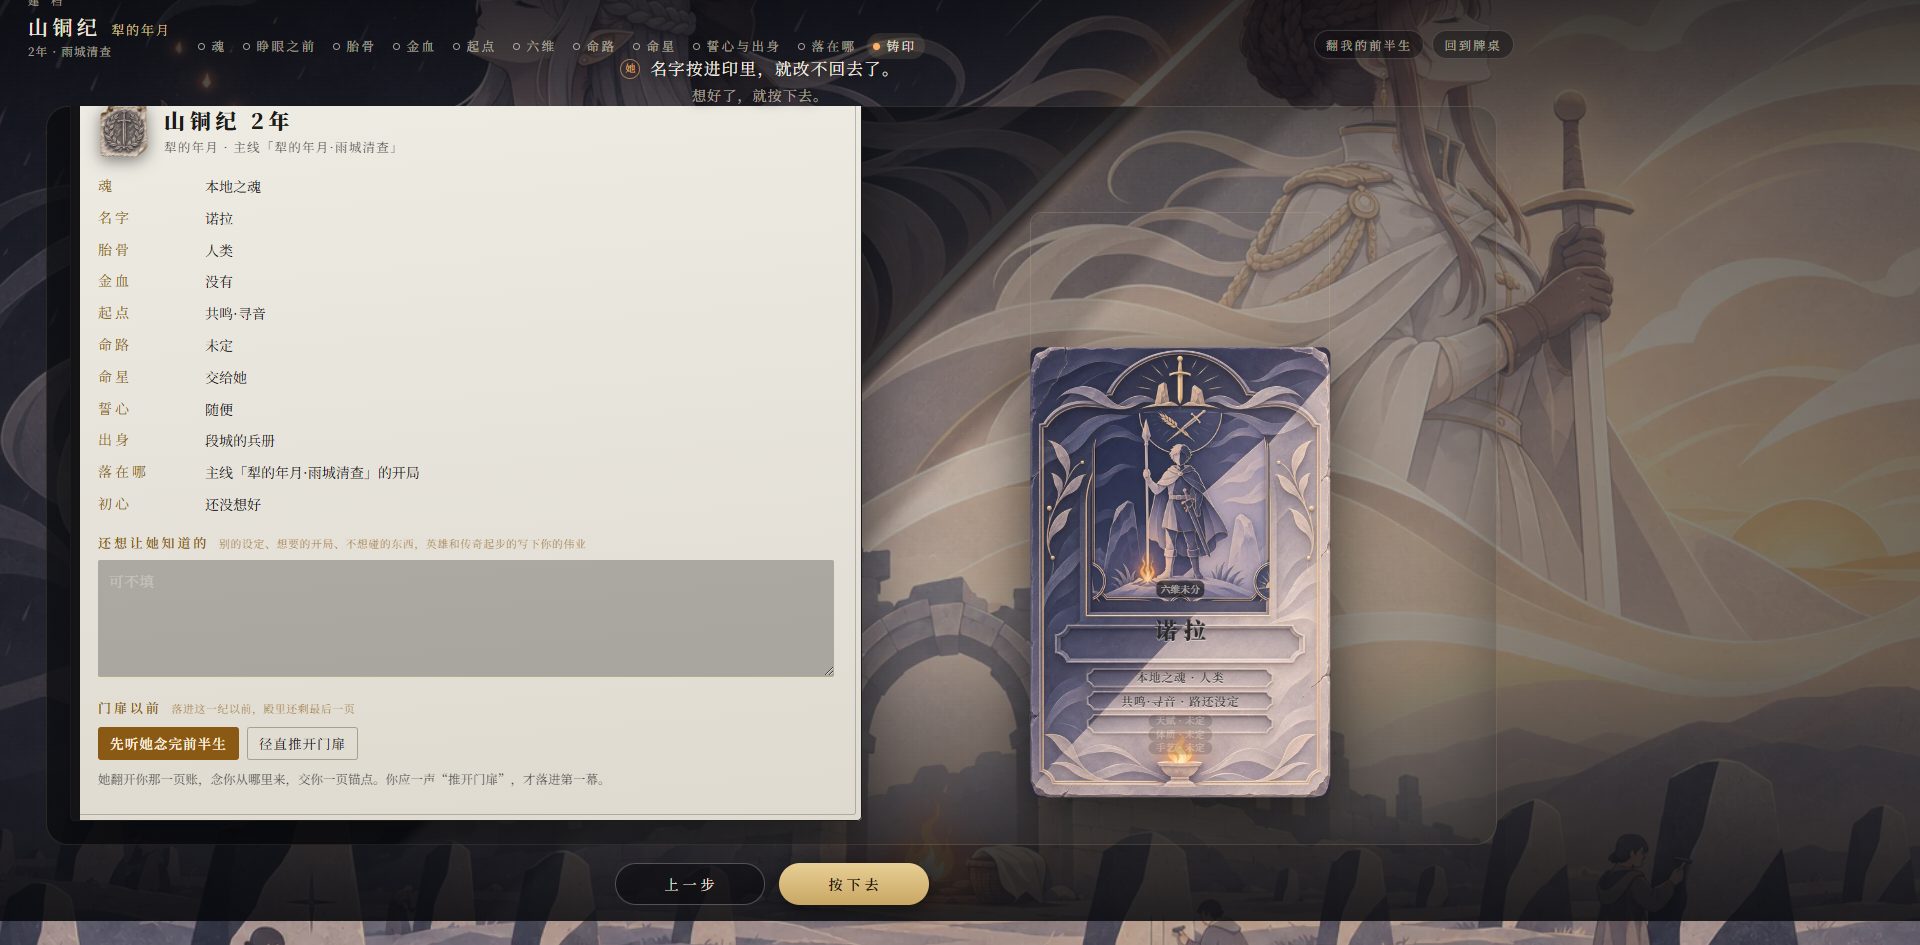 建 档
山铜纪 犁的年月
2年 · 雨城清查
魂 睁眼之前 胎骨 金血 起点 六维 命路 命星 誓心与出身 落在哪 铸印
翻我的前半生 回到牌桌
她 名字按进印里，就改不回去了。
想好了，就按下去。
山铜纪 2年
犁的年月 · 主线「犁的年月·雨城清查」
魂 本地之魂
名字 诺拉
胎骨 人类
金血 没有
起点 共鸣·寻音
命路 未定
命星 交给她
誓心 随便
出身 段城的兵册
落在哪 主线「犁的年月·雨城清查」的开局
初心 还没想好
还想让她知道的 别的设定、想要的开局、不想碰的东西，英雄和传奇起步的写下你的伟业
可不填
门扉以前 落进这一纪以前，殿里还剩最后一页
先听她念完前半生 径直推开门扉
她翻开你那一页账，念你从哪里来，交你一页锚点。你应一声“推开门扉”，才落进第一幕。
六维未分
诺拉
本地之魂 · 人类
共鸣·寻音 · 路还没定
天赋 · 未定
体质 · 未定
手艺 · 未定
上一步 按下去